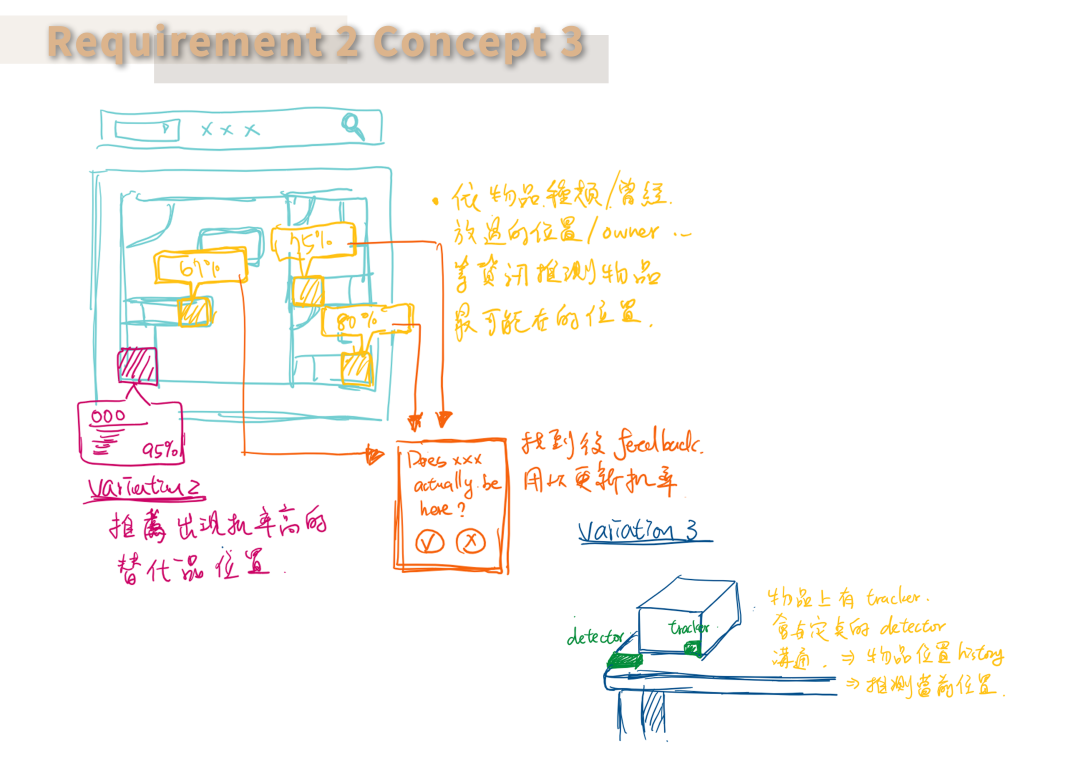 Requirement 2 Concept 3
x x x
• 依物品種類/曾經
放過的位置/owner ...
等資訊推測物品
最可能在的位置.
75%
67%
80%
OOO
95%
Variation 2
推薦出現机率高的
替代品位置.
Does xxx
actually be
here?
找到後 feedback.
用以更新机率
Variation 3
detector
tracker
物品上有 tracker.
會與定点的 detector
溝通. ⇒ 物品位置 history
⇒ 推測當前位置.